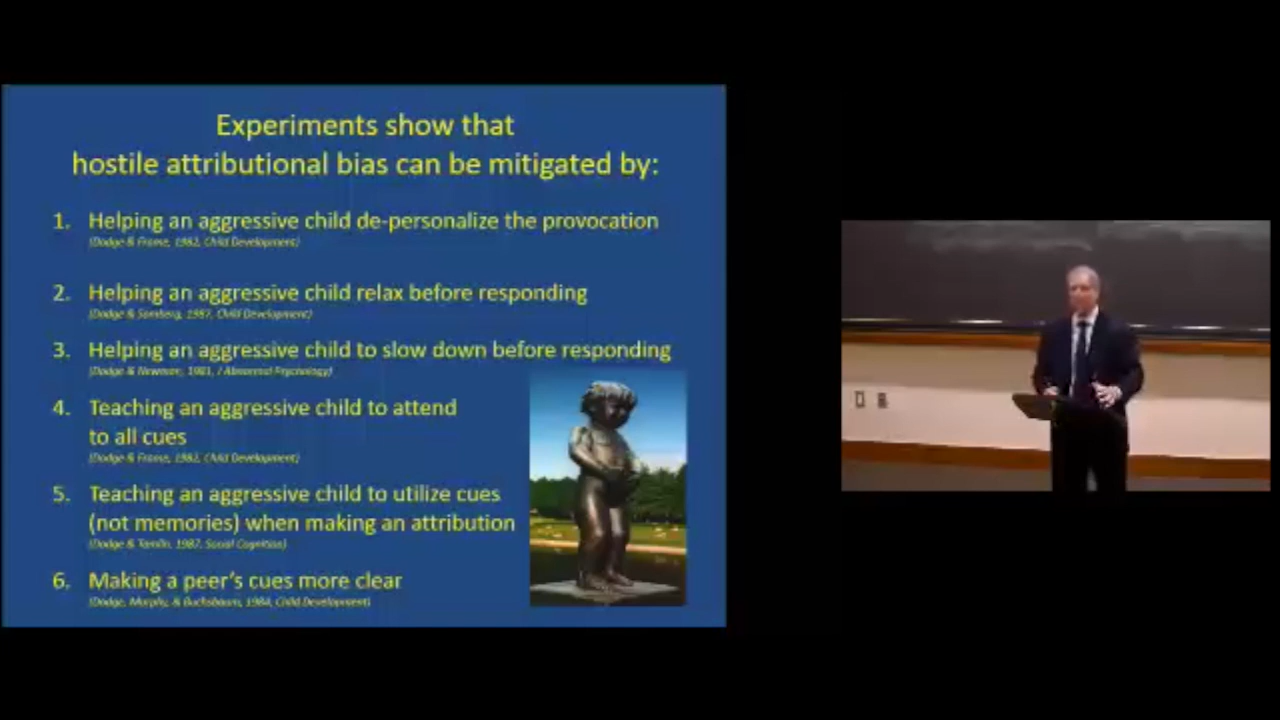 Experiments show that
hostile attributional bias can be mitigated by:
1. Helping an aggressive child de-personalize the provocation
(Dodge & Frame, 1982, Child Development)
2. Helping an aggressive child relax before responding
(Dodge & Somberg, 1987, Child Development)
3. Helping an aggressive child to slow down before responding
(Dodge & Newman, 1981, J Abnormal Psychology)
4. Teaching an aggressive child to attend
to all cues
(Dodge & Frame, 1982, Child Development)
5. Teaching an aggressive child to utilize cues
(not memories) when making an attribution
(Dodge & Tomlin, 1987, Social Cognition)
6. Making a peer's cues more clear
(Dodge, Murphy, & Buchsbaum, 1984, Child Development)